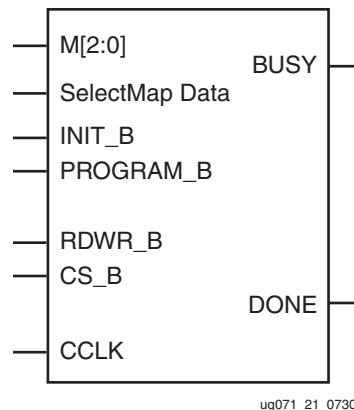 M[2:0]
BUSY
SelectMap Data
INIT_B
PROGRAM_B
RDWR_B
CS_B
DONE
CCLK
ug071_21_0730